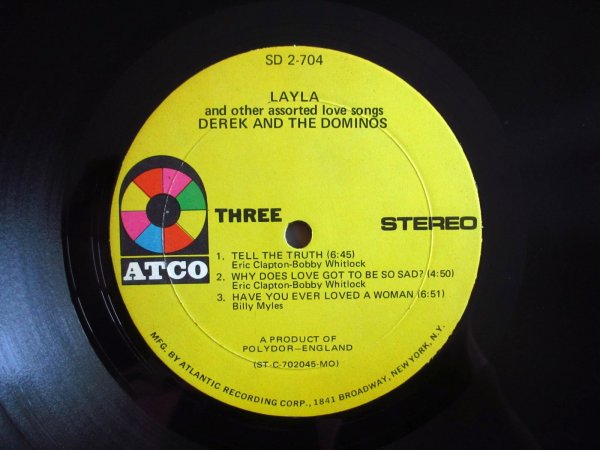 SD 2-704
LAYLA
and other assorted love songs
DEREK AND THE DOMINOS
ATCO
THREE
STEREO
1. TELL THE TRUTH (6:45)
Eric Clapton-Bobby Whitlock
2. WHY DOES LOVE GOT TO BE SO SAD? (4:50)
Eric Clapton-Bobby Whitlock
3. HAVE YOU EVER LOVED A WOMAN (6:51)
Billy Myles
A PRODUCT OF
POLYDOR—ENGLAND
(ST-C-702045-MO)
MFG. BY ATLANTIC RECORDING CORP., 1841 BROADWAY, NEW YORK, N.Y.